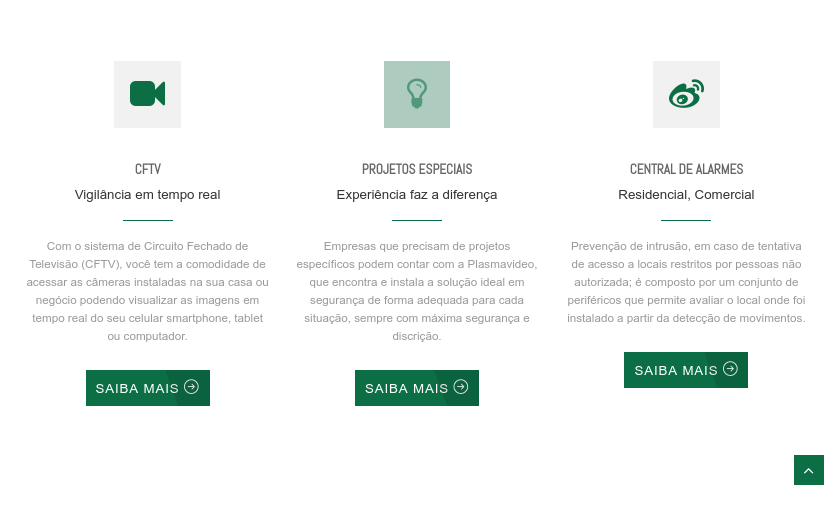 CFTV
Vigilância em tempo real
Com o sistema de Circuito Fechado de
Televisão (CFTV), você tem a comodidade de
acessar as câmeras instaladas na sua casa ou
negócio podendo visualizar as imagens em
tempo real do seu celular smartphone, tablet
ou computador.
SAIBA MAIS
PROJETOS ESPECIAIS
Experiência faz a diferença
Empresas que precisam de projetos
específicos podem contar com a Plasmavideo,
que encontra e instala a solução ideal em
segurança de forma adequada para cada
situação, sempre com máxima segurança e
discrição.
SAIBA MAIS
CENTRAL DE ALARMES
Residencial, Comercial
Prevenção de intrusão, em caso de tentativa
de acesso a locais restritos por pessoas não
autorizada; é composto por um conjunto de
periféricos que permite avaliar o local onde foi
instalado a partir da detecção de movimentos.
SAIBA MAIS